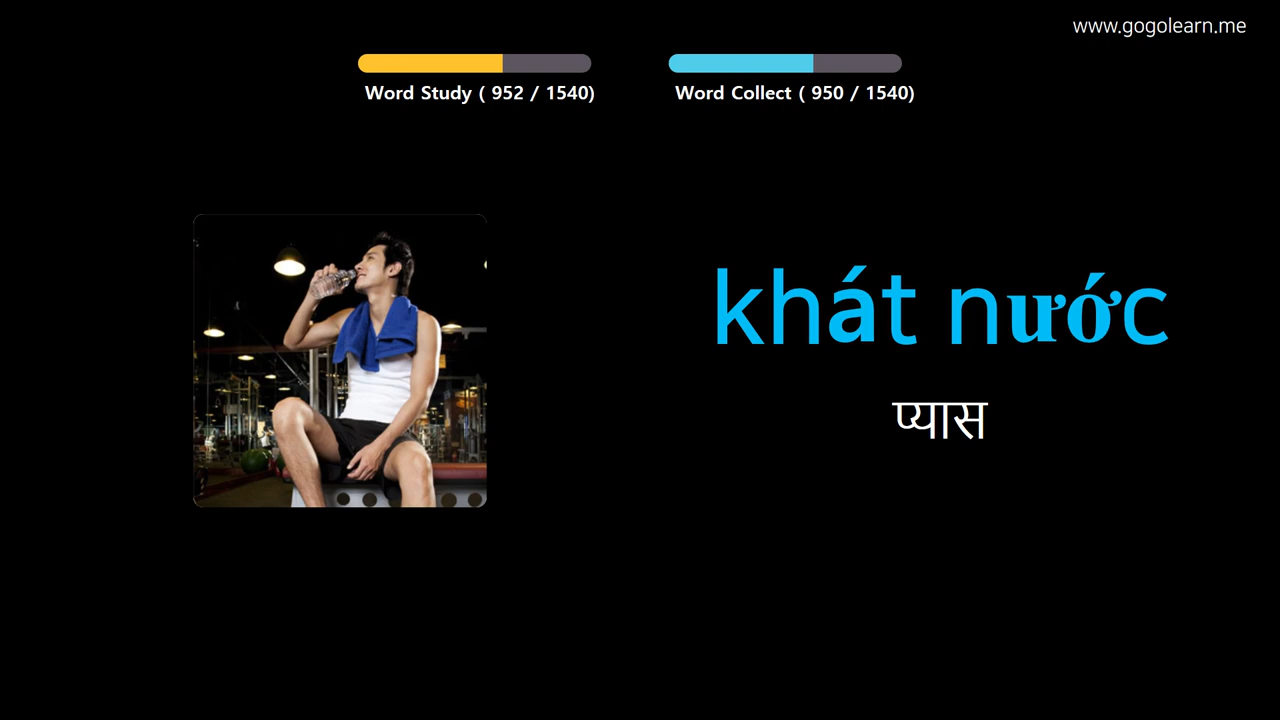 www.gogolearn.me
Word Study ( 952 / 1540)
Word Collect ( 950 / 1540)
khát nước
प्यास